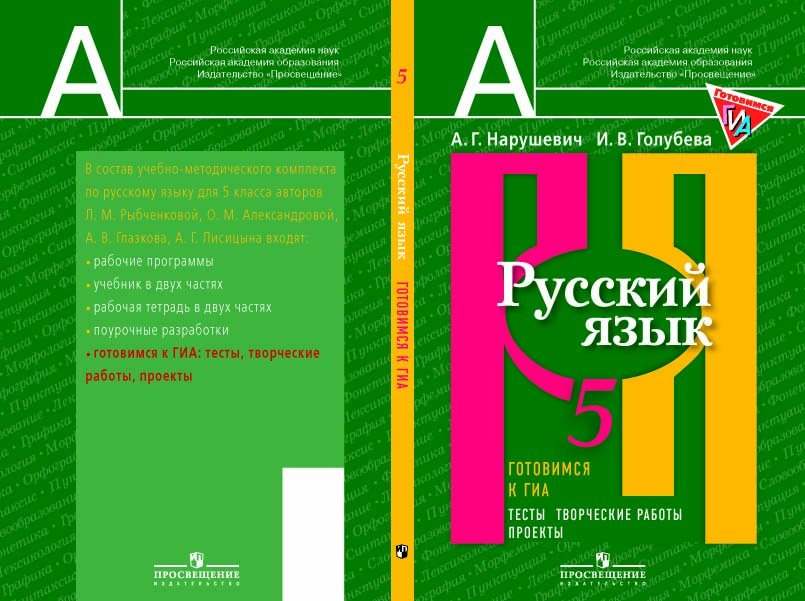 А
Российская академия наук
Российская академия образования
Издательство «Просвещение»
В состав учебно-методического комплекта
по русскому языку для 5 класса авторов
Л. М. Рыбченковой, О. М. Александровой,
А. В. Глазкова, А. Г. Лисицына входят:
• рабочие программы
• учебник в двух частях
• рабочая тетрадь в двух частях
• поурочные разработки
• готовимся к ГИА: тесты, творческие
работы, проекты
ПРОСВЕЩЕНИЕ
ИЗДАТЕЛЬСТВО
5
Русский язык
ГОТОВИМСЯ К ГИА
А
Российская академия наук
Российская академия образования
Издательство «Просвещение»
Готовимся
ГИА
А. Г. Нарушевич И. В. Голубева
Русский
язык
5
ГОТОВИМСЯ
К ГИА
ТЕСТЫ ТВОРЧЕСКИЕ РАБОТЫ
ПРОЕКТЫ
ПРОСВЕЩЕНИЕ
ИЗДАТЕЛЬСТВО